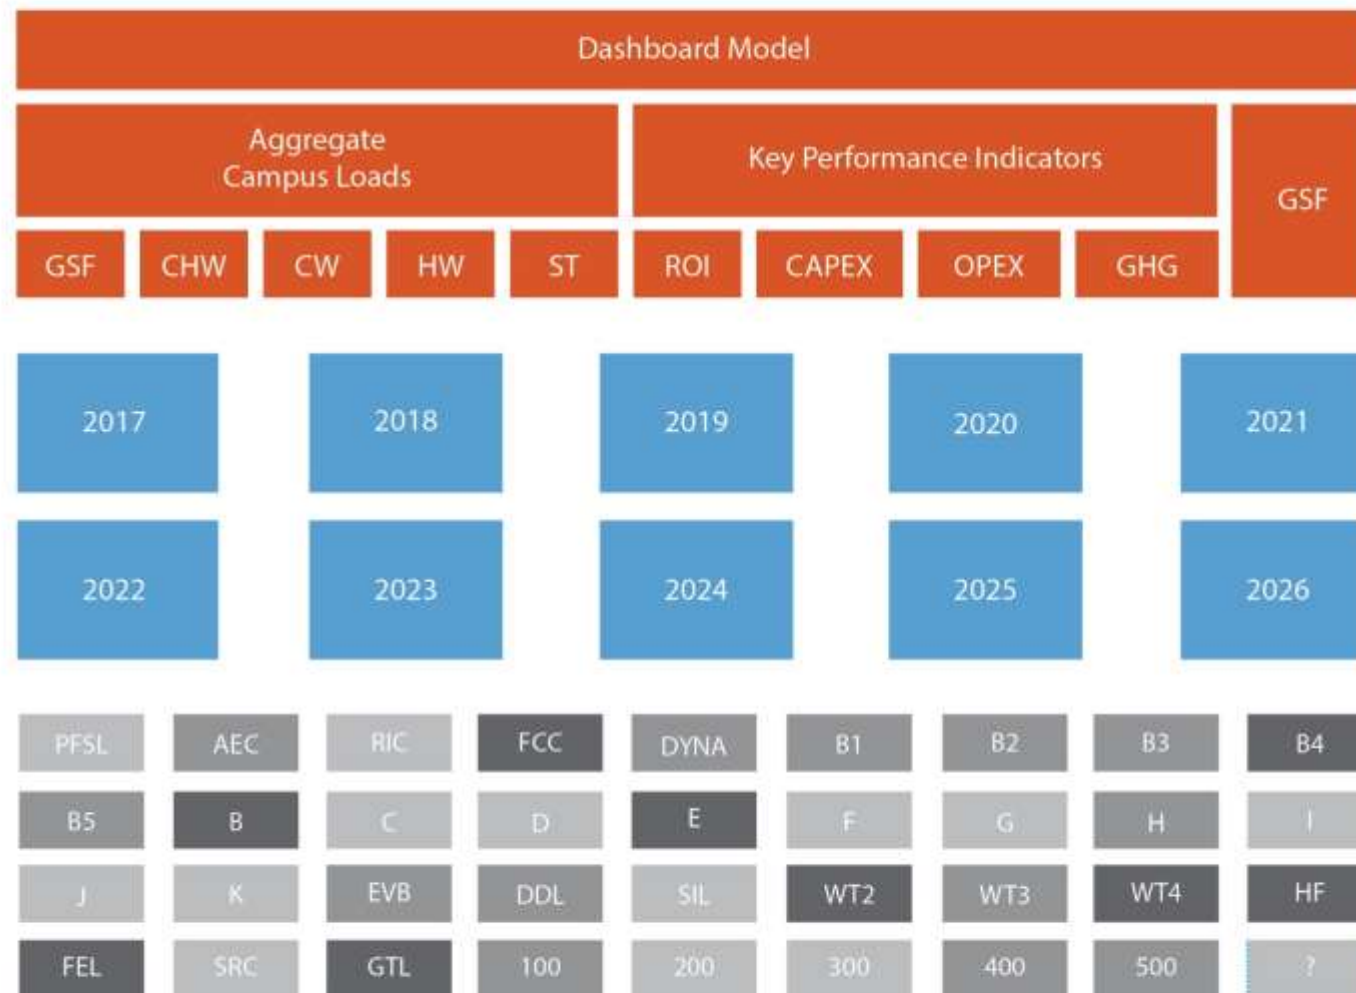 Dashboard Model
Aggregate
Campus Loads
Key Performance Indicators
GSF
GSF
CHW
CW
HW
ST
ROI
CAPEX
OPEX
GHG
2017
2018
2019
2020
2021
2022
2023
2024
2025
2026
PFSL
AEC
RIC
FCC
DYNA
B1
B2
B3
B4
B5
B
C
D
E
F
G
H
I
J
K
EVB
DDL
SIL
WT2
WT3
WT4
HF
FEL
SRC
GTL
100
200
300
400
500
?